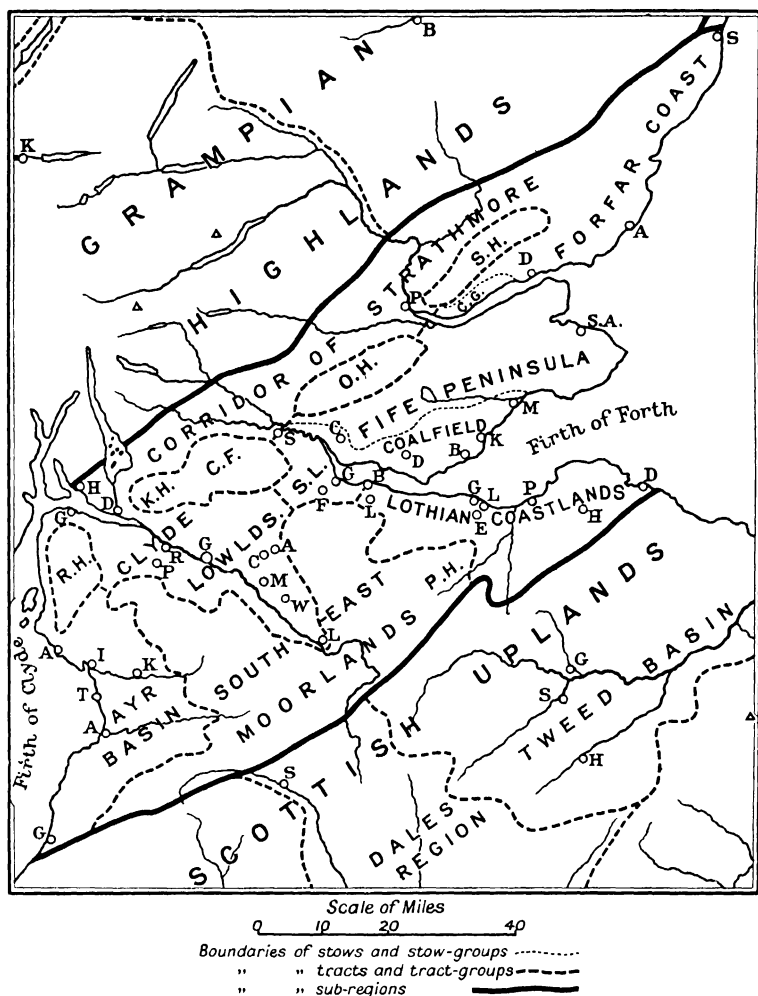 B
S
K
GRAMPIAN
HIGHLANDS
FORFAR COAST
STRATHMORE
S.H.
A
D
C.G.
P
S.A.
CORRIDOR OF
O.H.
FIFE PENINSULA
M
S
C
COALFIELD
K
D
B
Firth of Forth
C.F.
K.H.
S.L.
H
G
D
G
B
F
L
G
L
P
D
E
H
LOTHIAN COASTLANDS
CLYDE
LOWLDS
R
P
G
R.H.
A
C
M
W
L
P.H.
SOUTH EAST
MOORLANDS
Firth of Clyde
A
I
K
T
A
AYR
BASIN
G
SCOTTISH
UPLANDS
G
S
TWEED BASIN
H
S
DALES
REGION
Scale of Miles
0 10 20 40
Boundaries of stows and stow-groups
" " tracts and tract-groups
" " sub-regions